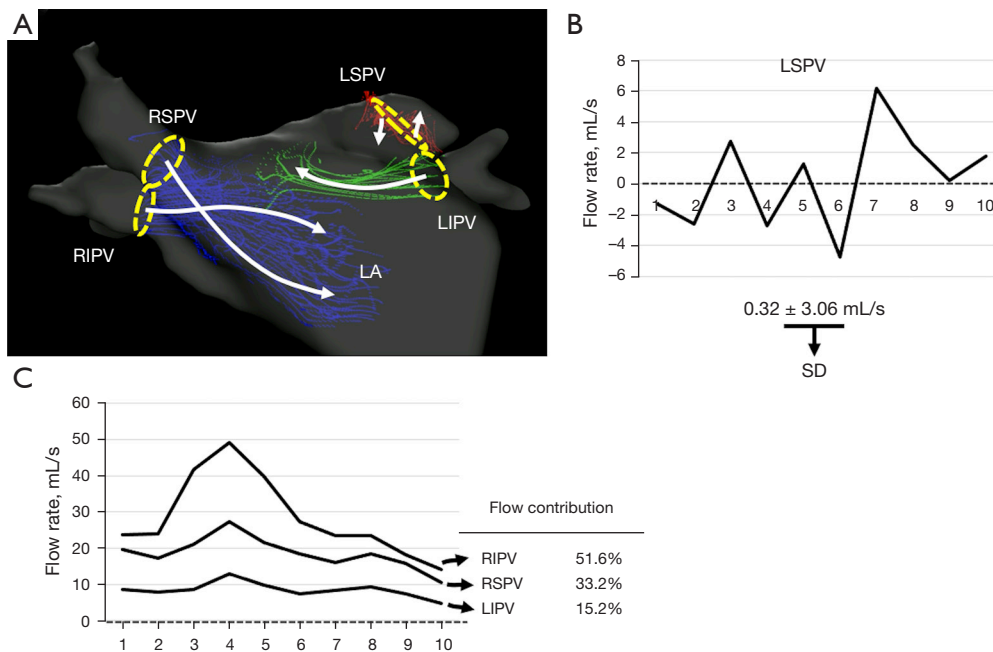 A
LSPV
RSPV
LIPV
RIPV
LA
B
LSPV
Flow rate, mL/s
8
6
4
2
0
−2
−4
−6
1 2 3 4 5 6 7 8 9 10
0.32 ± 3.06 mL/s
SD
C
Flow rate, mL/s
60
50
40
30
20
10
0
1 2 3 4 5 6 7 8 9 10
Flow contribution
RIPV 51.6%
RSPV 33.2%
LIPV 15.2%